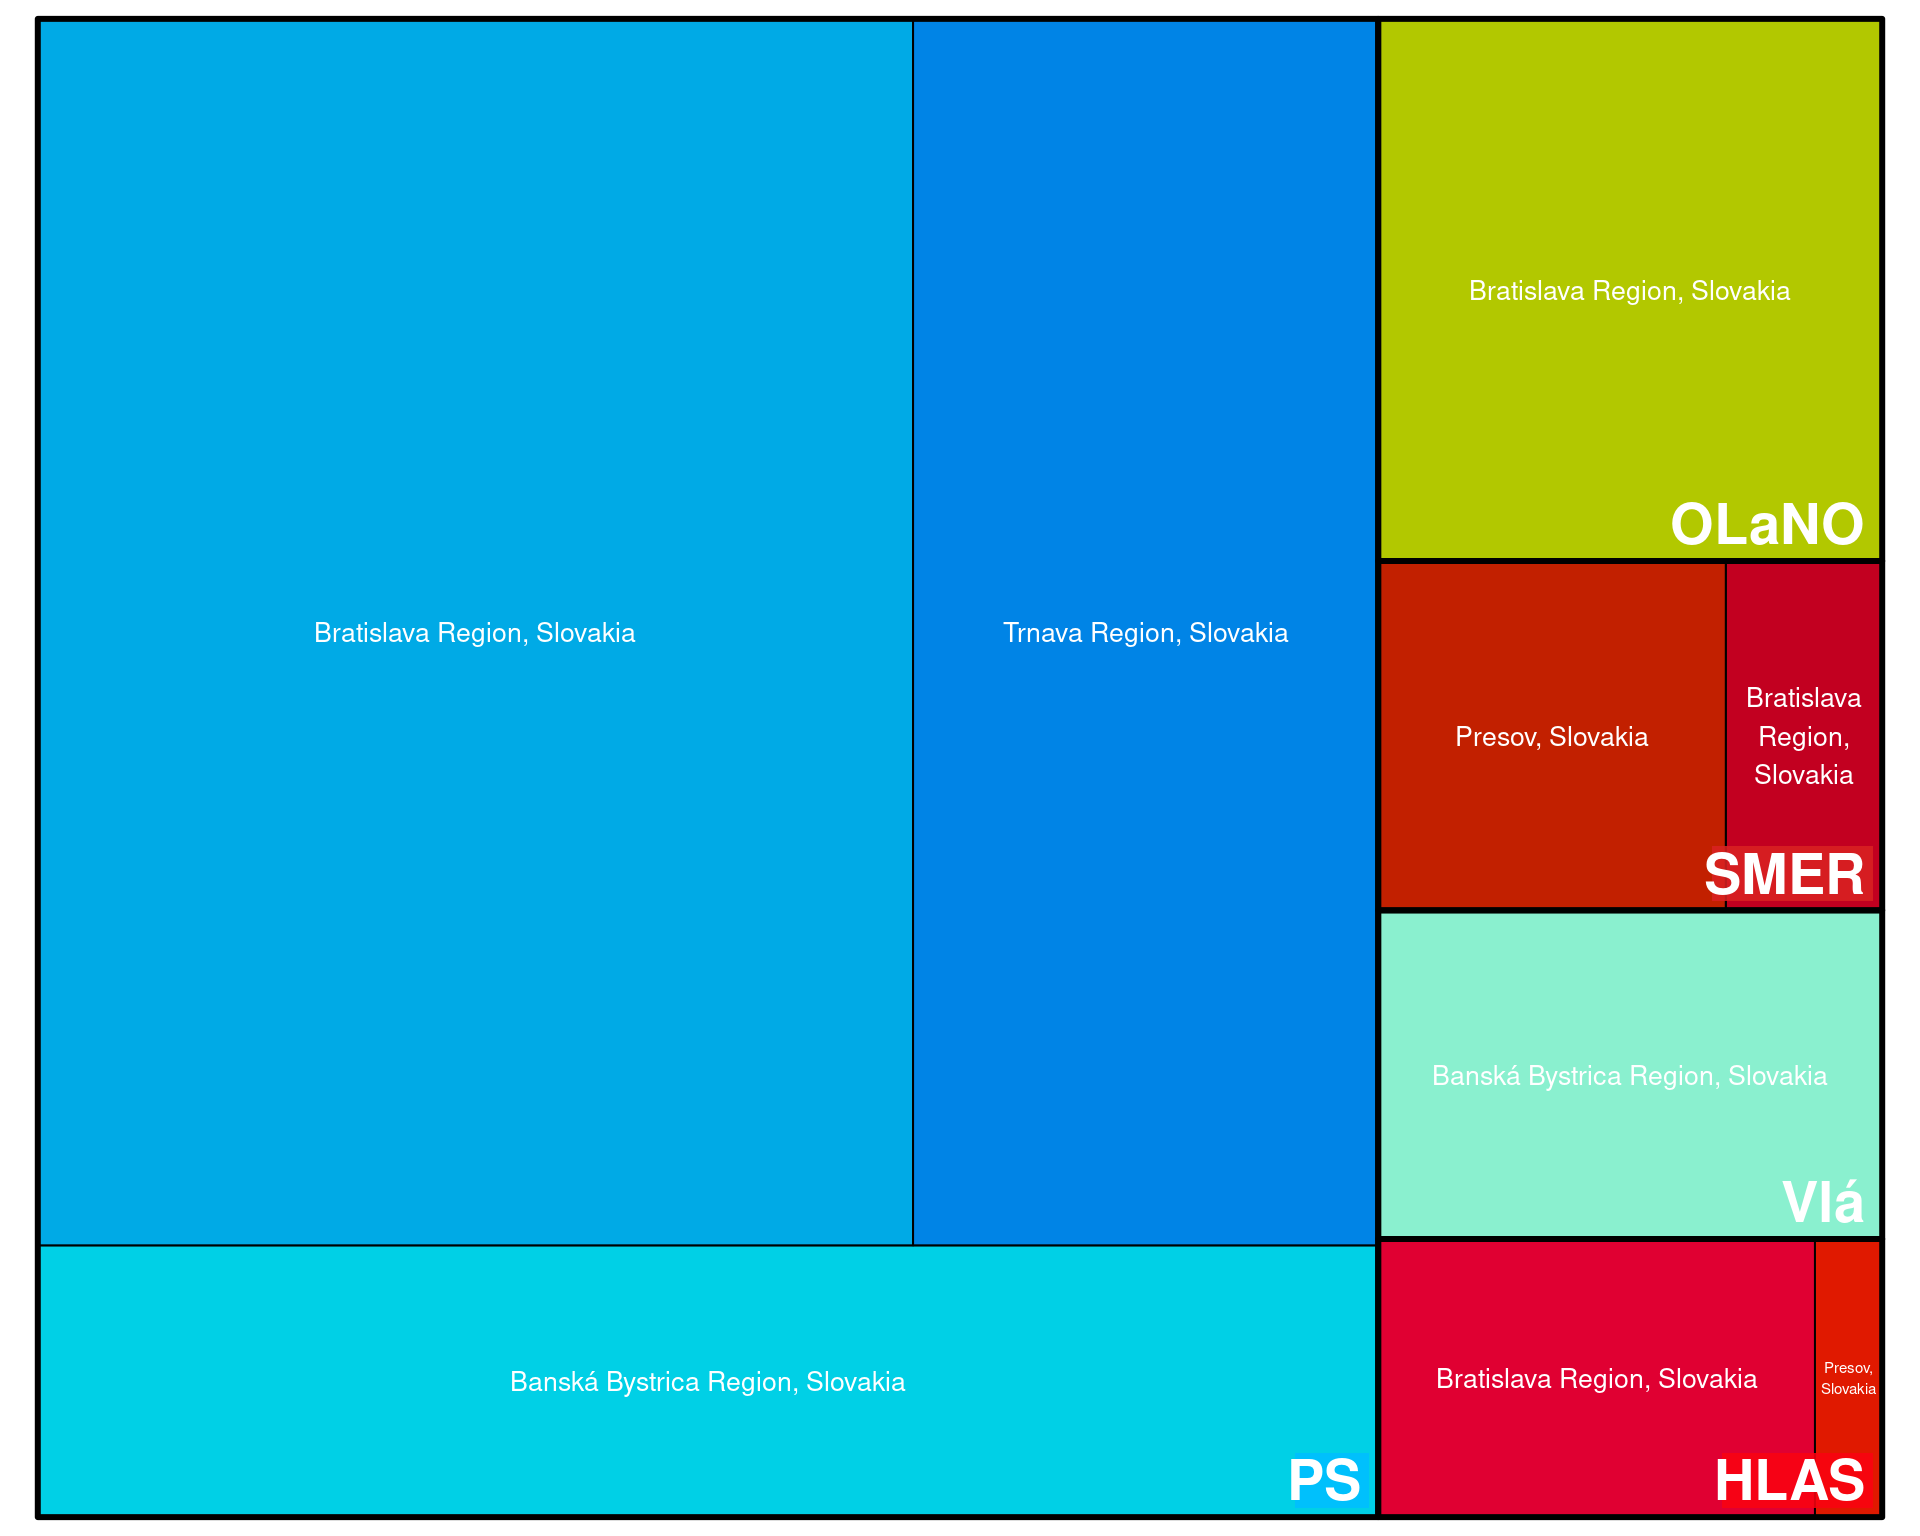 Bratislava Region, Slovakia
Trnava Region, Slovakia
Banská Bystrica Region, Slovakia
PS
Bratislava Region, Slovakia
OLaNO
Presov, Slovakia
Bratislava
Region,
Slovakia
SMER
Banská Bystrica Region, Slovakia
Vlá
Bratislava Region, Slovakia
Presov,
Slovakia
HLAS